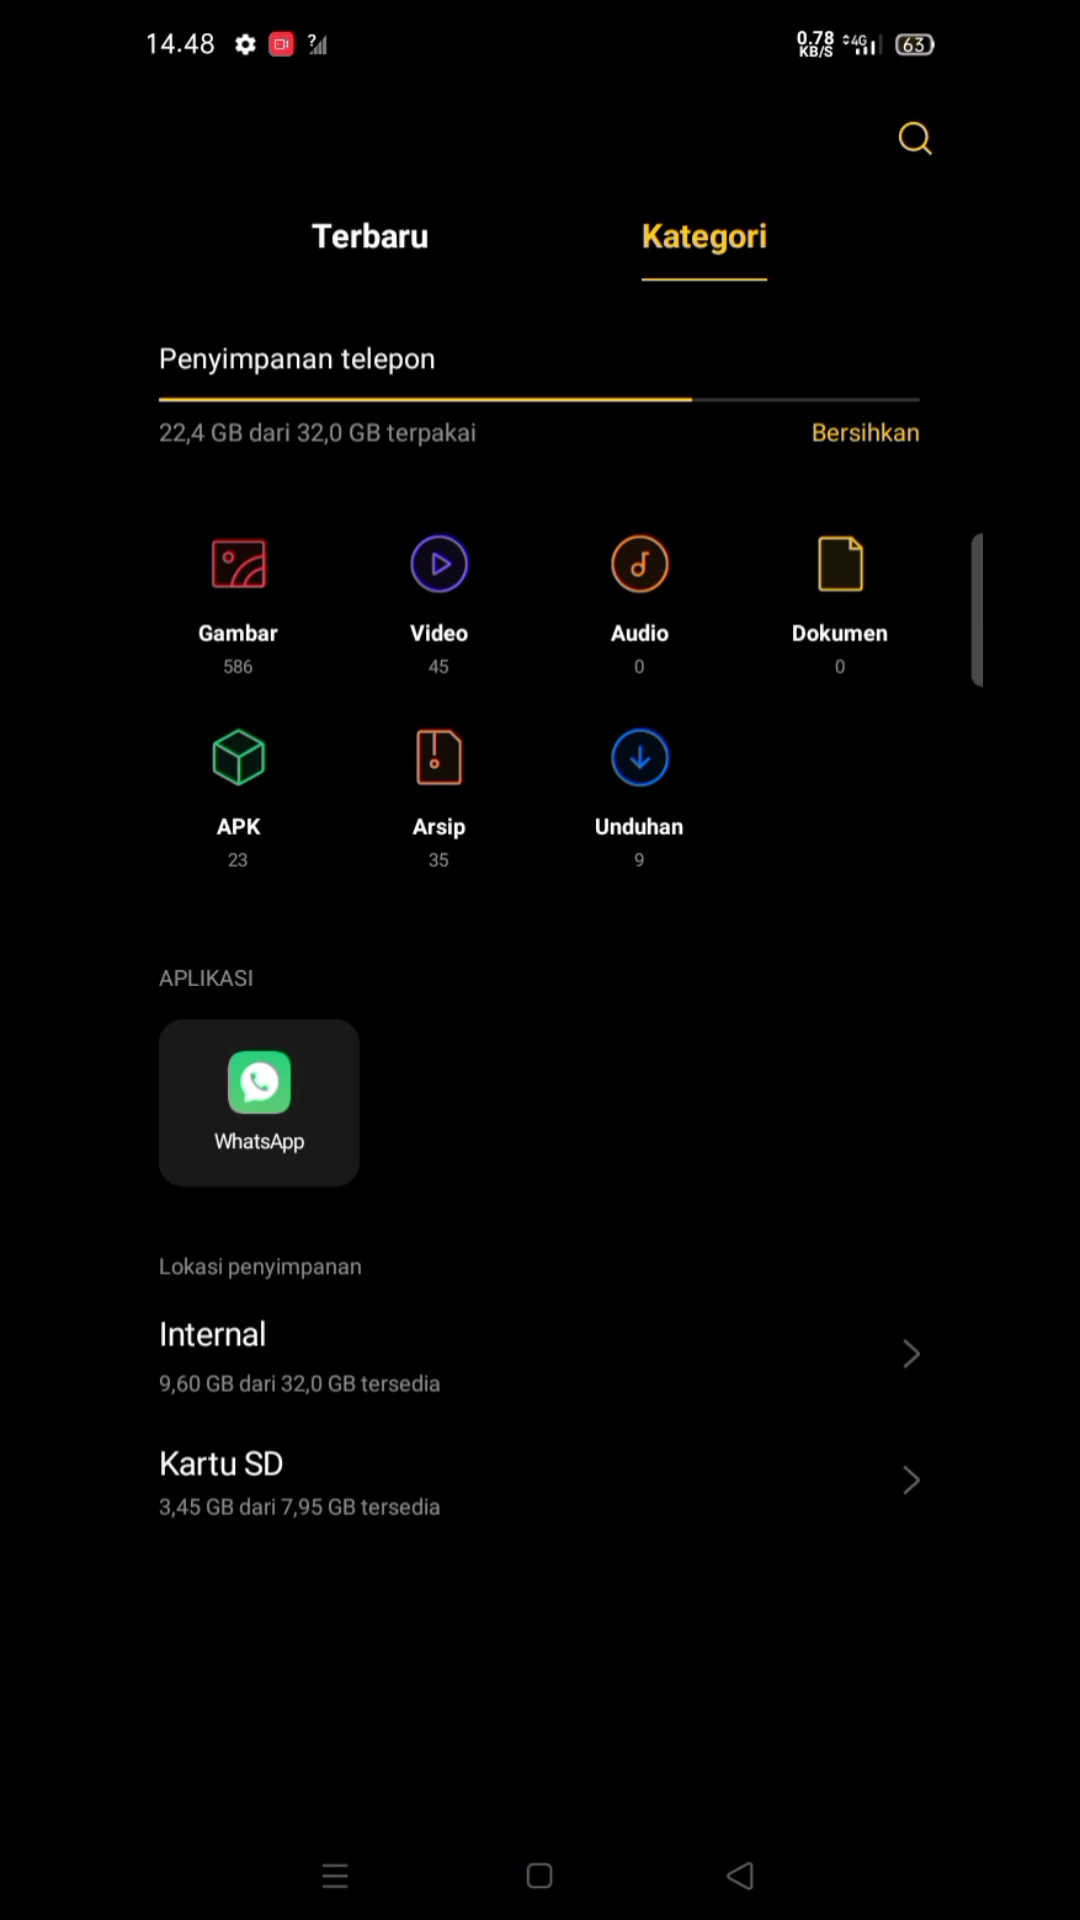 14.48 ? 0.78 KB/S 4G 63
Terbaru Kategori
Penyimpanan telepon
22,4 GB dari 32,0 GB terpakai Bersihkan
Gambar Video Audio Dokumen
586 45 0 0
APK Arsip Unduhan
23 35 9
APLIKASI
WhatsApp
Lokasi penyimpanan
Internal
9,60 GB dari 32,0 GB tersedia
Kartu SD
3,45 GB dari 7,95 GB tersedia